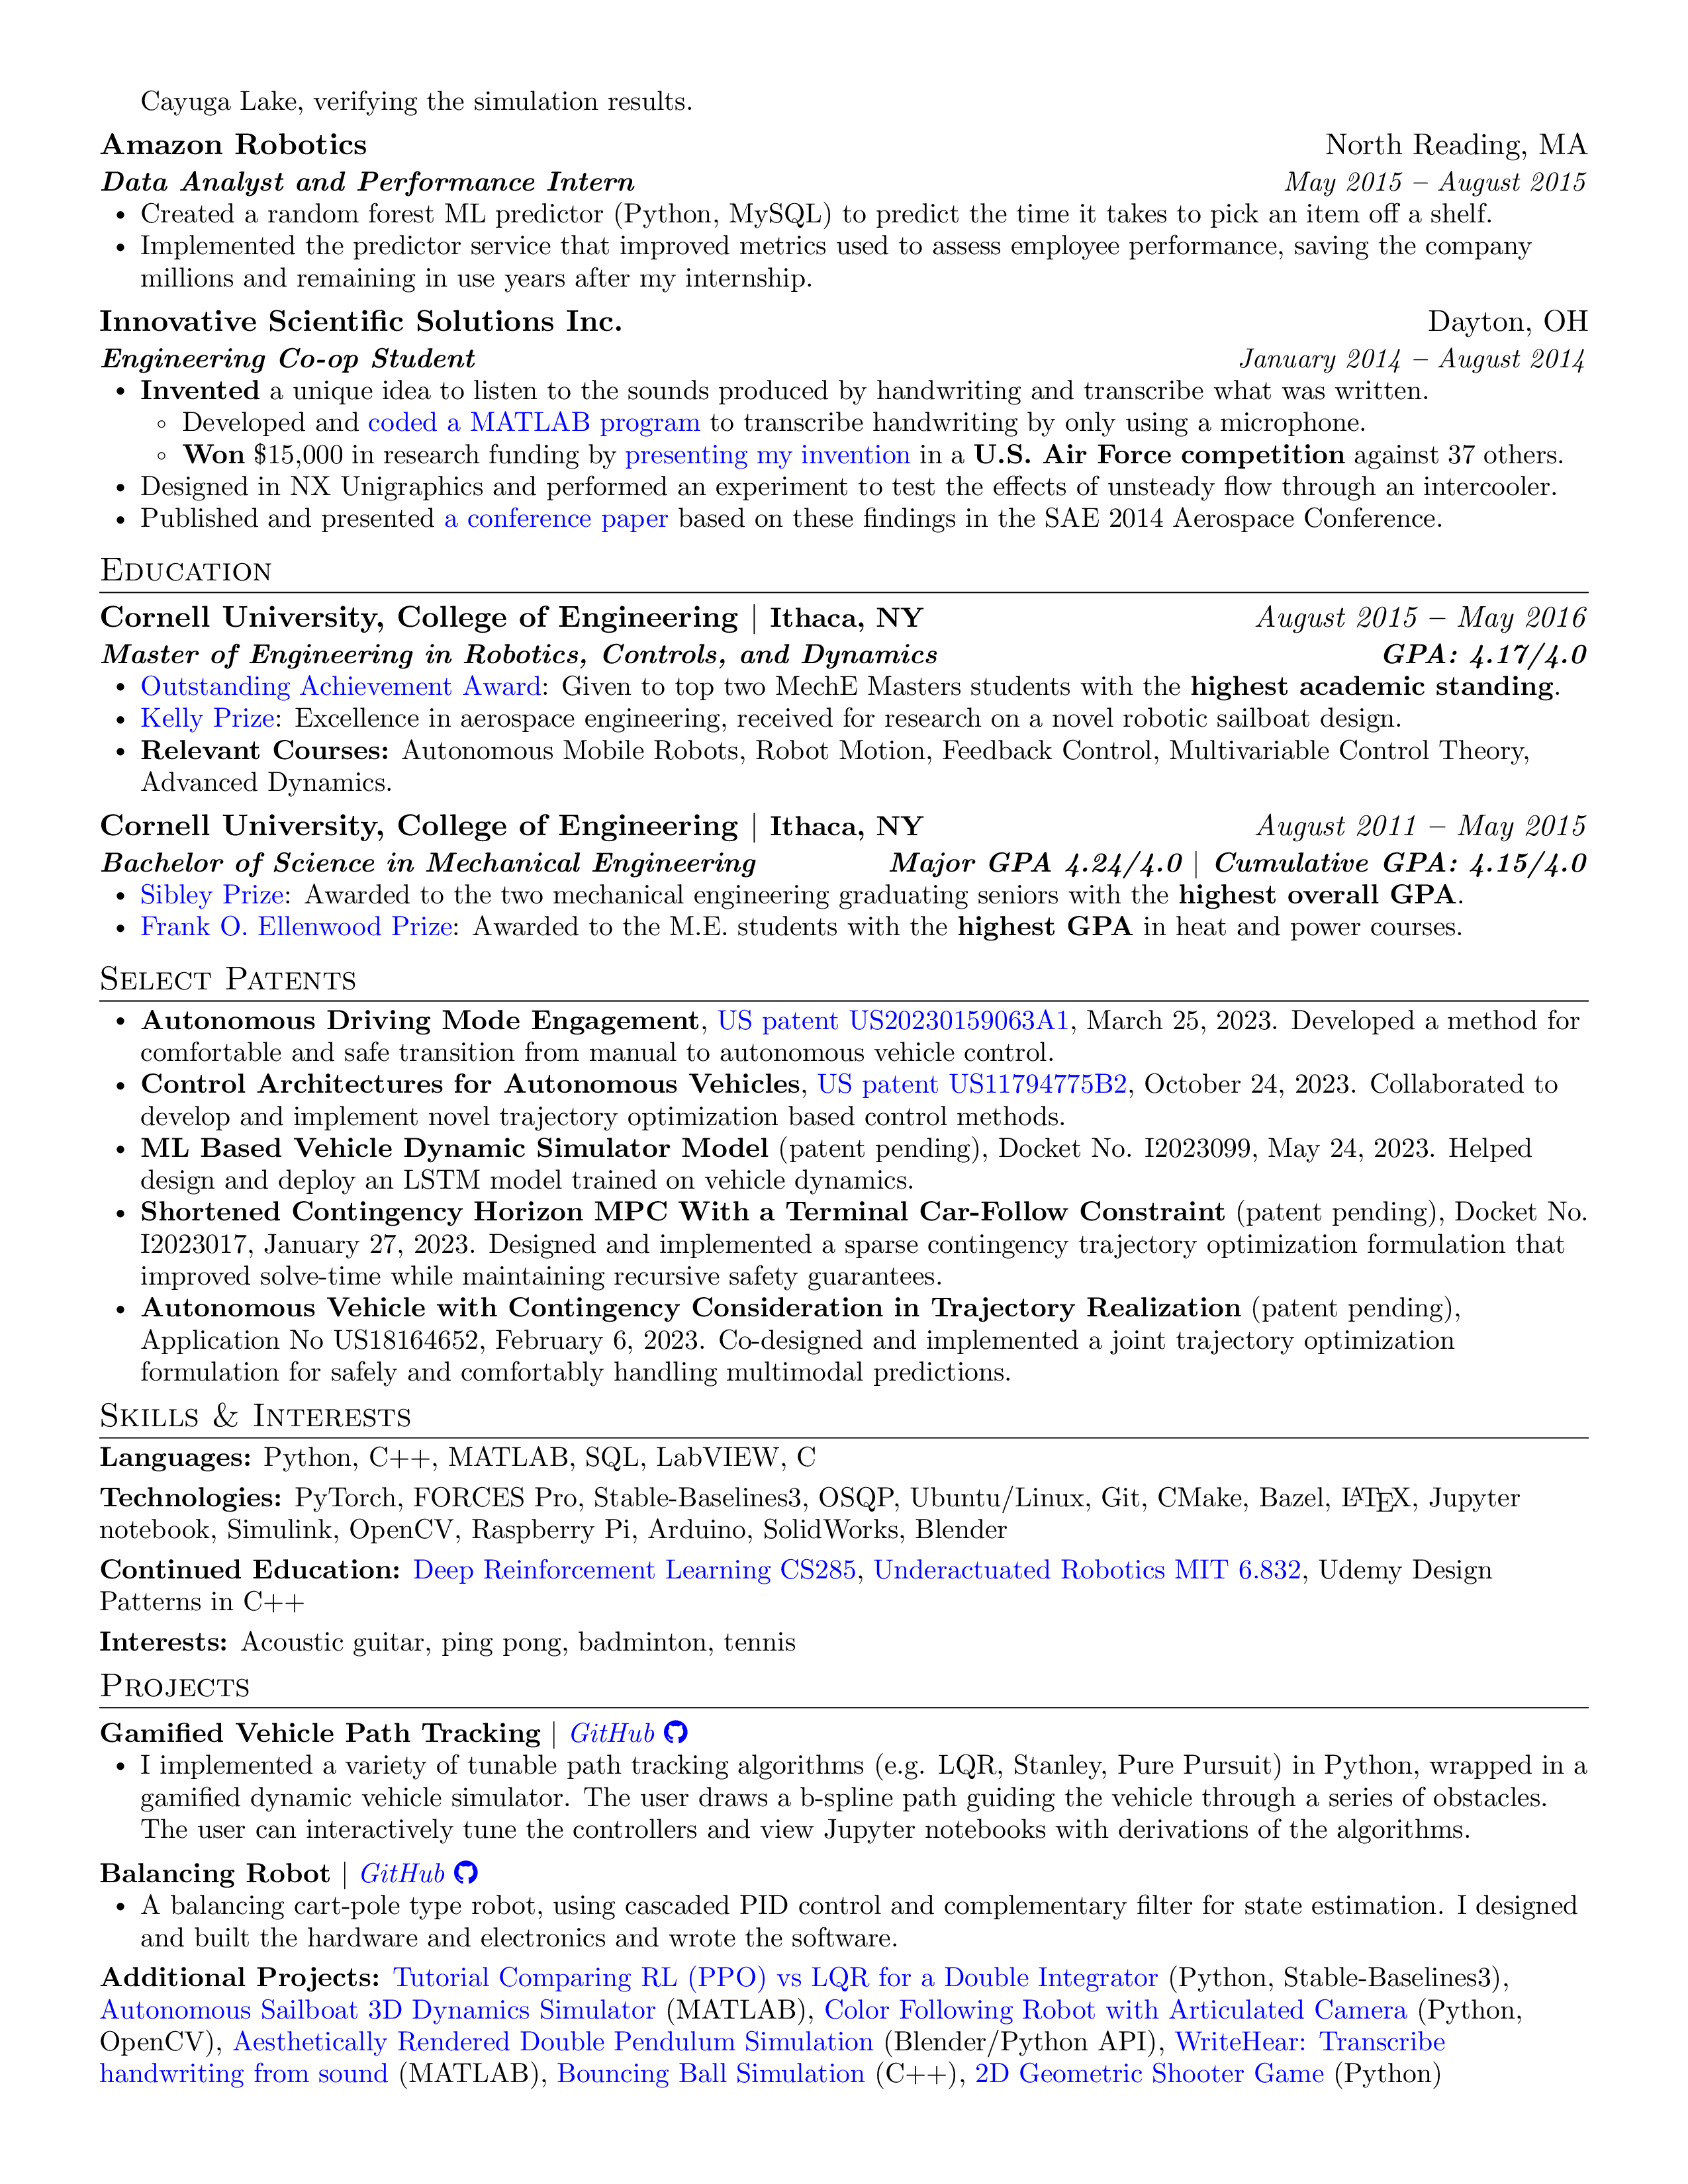 Cayuga Lake, verifying the simulation results.
Amazon Robotics North Reading, MA
Data Analyst and Performance Intern May 2015 – August 2015
• Created a random forest ML predictor (Python, MySQL) to predict the time it takes to pick an item off a shelf.
• Implemented the predictor service that improved metrics used to assess employee performance, saving the company
millions and remaining in use years after my internship.
Innovative Scientific Solutions Inc. Dayton, OH
Engineering Co-op Student January 2014 – August 2014
• Invented a unique idea to listen to the sounds produced by handwriting and transcribe what was written.
◦ Developed and coded a MATLAB program to transcribe handwriting by only using a microphone.
◦ Won $15,000 in research funding by presenting my invention in a U.S. Air Force competition against 37 others.
• Designed in NX Unigraphics and performed an experiment to test the effects of unsteady flow through an intercooler.
• Published and presented a conference paper based on these findings in the SAE 2014 Aerospace Conference.
Education
Cornell University, College of Engineering | Ithaca, NY August 2015 – May 2016
Master of Engineering in Robotics, Controls, and Dynamics GPA: 4.17/4.0
• Outstanding Achievement Award: Given to top two MechE Masters students with the highest academic standing.
• Kelly Prize: Excellence in aerospace engineering, received for research on a novel robotic sailboat design.
• Relevant Courses: Autonomous Mobile Robots, Robot Motion, Feedback Control, Multivariable Control Theory,
Advanced Dynamics.
Cornell University, College of Engineering | Ithaca, NY August 2011 – May 2015
Bachelor of Science in Mechanical Engineering Major GPA 4.24/4.0 | Cumulative GPA: 4.15/4.0
• Sibley Prize: Awarded to the two mechanical engineering graduating seniors with the highest overall GPA.
• Frank O. Ellenwood Prize: Awarded to the M.E. students with the highest GPA in heat and power courses.
Select Patents
• Autonomous Driving Mode Engagement, US patent US20230159063A1, March 25, 2023. Developed a method for
comfortable and safe transition from manual to autonomous vehicle control.
• Control Architectures for Autonomous Vehicles, US patent US11794775B2, October 24, 2023. Collaborated to
develop and implement novel trajectory optimization based control methods.
• ML Based Vehicle Dynamic Simulator Model (patent pending), Docket No. I2023099, May 24, 2023. Helped
design and deploy an LSTM model trained on vehicle dynamics.
• Shortened Contingency Horizon MPC With a Terminal Car-Follow Constraint (patent pending), Docket No.
I2023017, January 27, 2023. Designed and implemented a sparse contingency trajectory optimization formulation that
improved solve-time while maintaining recursive safety guarantees.
• Autonomous Vehicle with Contingency Consideration in Trajectory Realization (patent pending),
Application No US18164652, February 6, 2023. Co-designed and implemented a joint trajectory optimization
formulation for safely and comfortably handling multimodal predictions.
Skills & Interests
Languages: Python, C++, MATLAB, SQL, LabVIEW, C
Technologies: PyTorch, FORCES Pro, Stable-Baselines3, OSQP, Ubuntu/Linux, Git, CMake, Bazel, LATEX, Jupyter
notebook, Simulink, OpenCV, Raspberry Pi, Arduino, SolidWorks, Blender
Continued Education: Deep Reinforcement Learning CS285, Underactuated Robotics MIT 6.832, Udemy Design
Patterns in C++
Interests: Acoustic guitar, ping pong, badminton, tennis
Projects
Gamified Vehicle Path Tracking | GitHub
• I implemented a variety of tunable path tracking algorithms (e.g. LQR, Stanley, Pure Pursuit) in Python, wrapped in a
gamified dynamic vehicle simulator. The user draws a b-spline path guiding the vehicle through a series of obstacles.
The user can interactively tune the controllers and view Jupyter notebooks with derivations of the algorithms.
Balancing Robot | GitHub
• A balancing cart-pole type robot, using cascaded PID control and complementary filter for state estimation. I designed
and built the hardware and electronics and wrote the software.
Additional Projects: Tutorial Comparing RL (PPO) vs LQR for a Double Integrator (Python, Stable-Baselines3),
Autonomous Sailboat 3D Dynamics Simulator (MATLAB), Color Following Robot with Articulated Camera (Python,
OpenCV), Aesthetically Rendered Double Pendulum Simulation (Blender/Python API), WriteHear: Transcribe
handwriting from sound (MATLAB), Bouncing Ball Simulation (C++), 2D Geometric Shooter Game (Python)